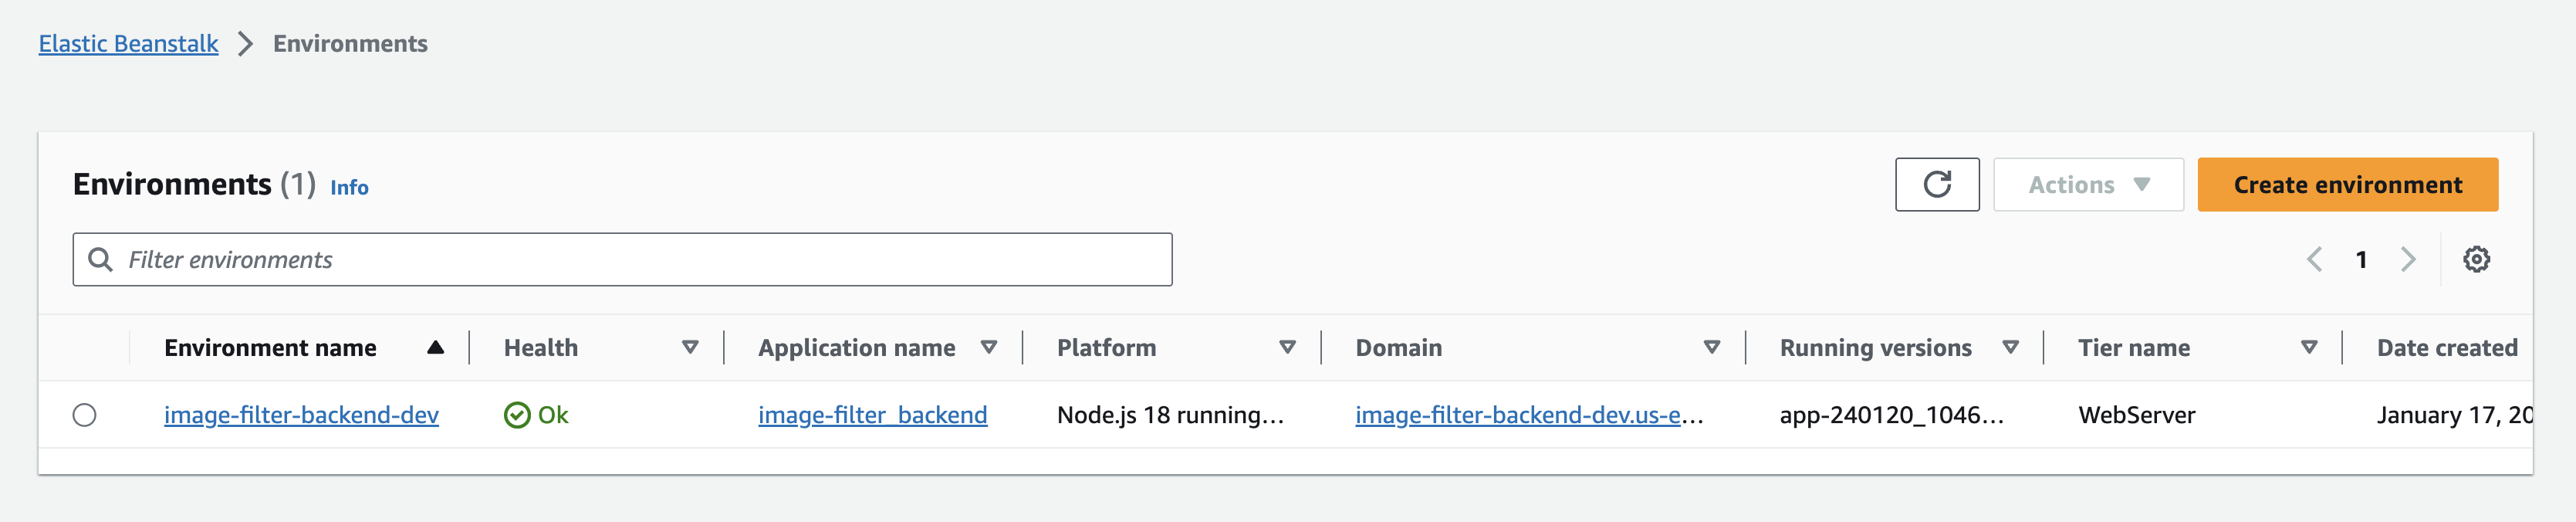 Elastic Beanstalk > Environments
Environments (1) Info
Actions
Create environment
Filter environments
1
Environment name Health Application name Platform Domain Running versions Tier name Date created
image-filter-backend-dev Ok image-filter_backend Node.js 18 running... image-filter-backend-dev.us-e... app-240120_1046... WebServer January 17, 20